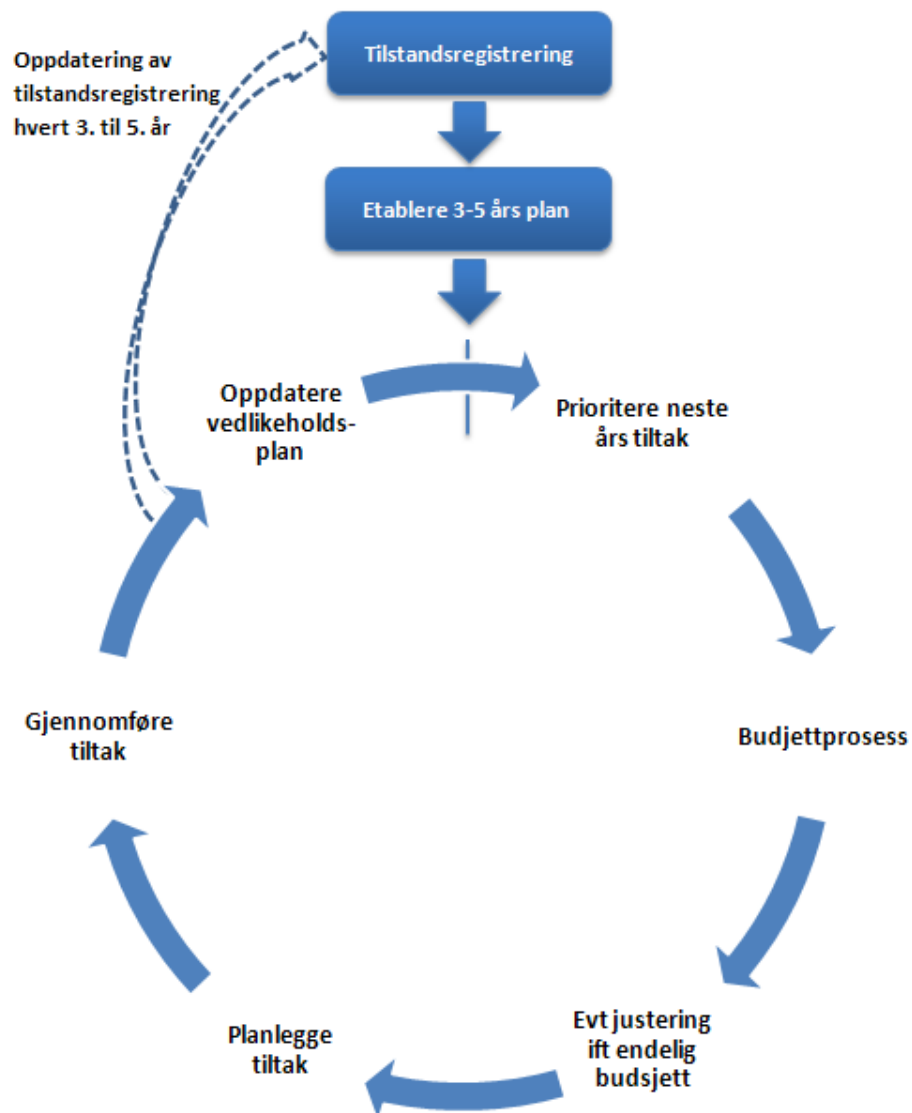 Oppdatering av
tilstandsregistrering
hvert 3. til 5. år
Tilstandsregistrering
Etablere 3-5 års plan
Oppdatere
vedlikeholds-
plan
Prioritere neste
års tiltak
Budjettprosess
Evt justering
ift endelig
budsjett
Planlegge
tiltak
Gjennomføre
tiltak